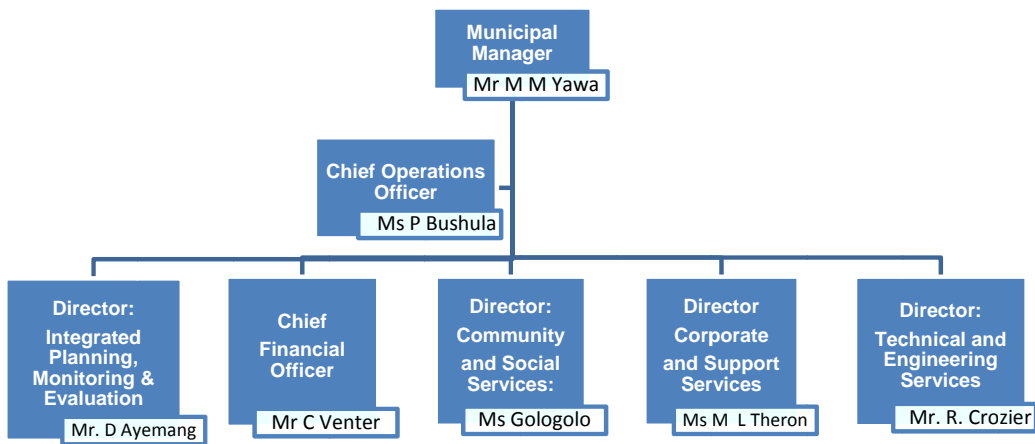 Municipal
Manager
Mr M M Yawa
Chief Operations
Officer
Ms P Bushula
Director:
Integrated
Planning,
Monitoring &
Evaluation
Mr. D Ayemang
Chief
Financial
Officer
Mr C Venter
Director:
Community
and Social
Services:
Ms Gologolo
Director
Corporate
and Support
Services
Ms M L Theron
Director:
Technical and
Engineering
Services
Mr. R. Crozier